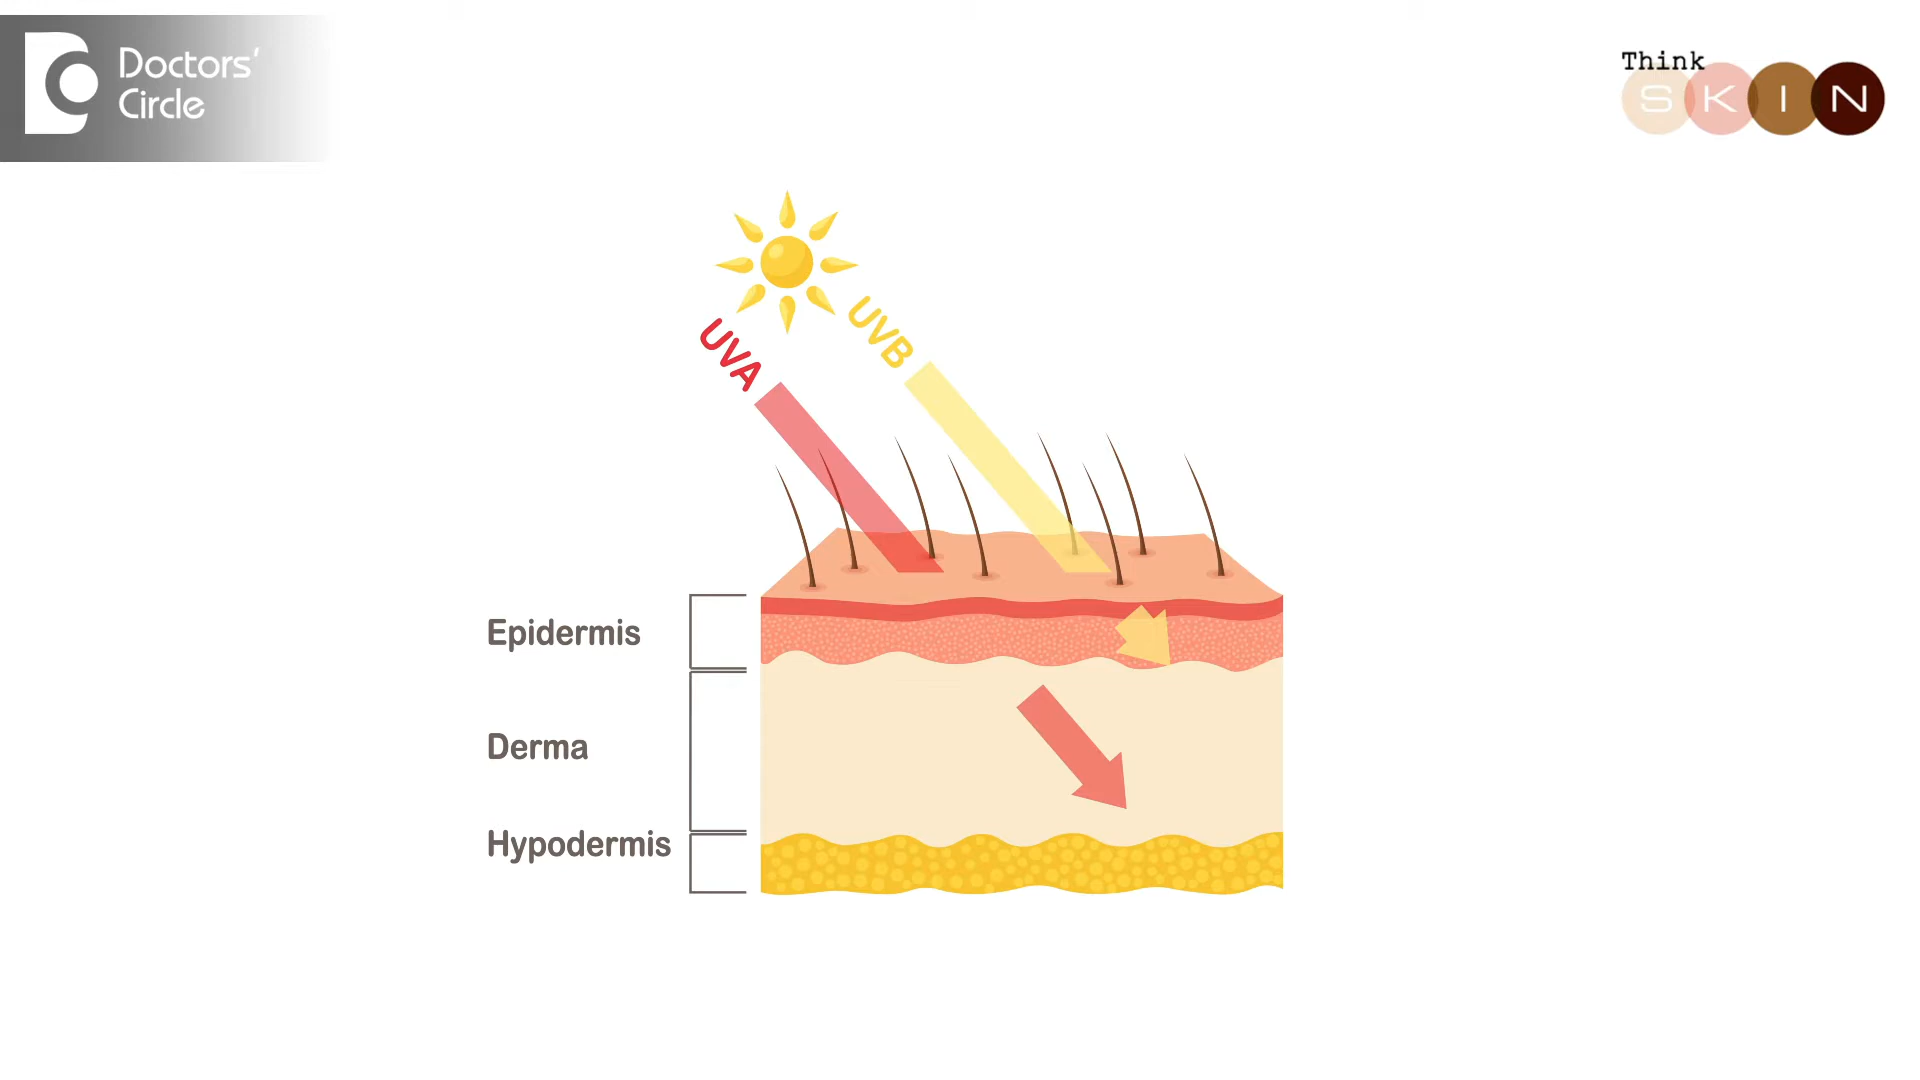 Doctors'
Circle
Think
SKIN
UVA
UVB
Epidermis
Derma
Hypodermis